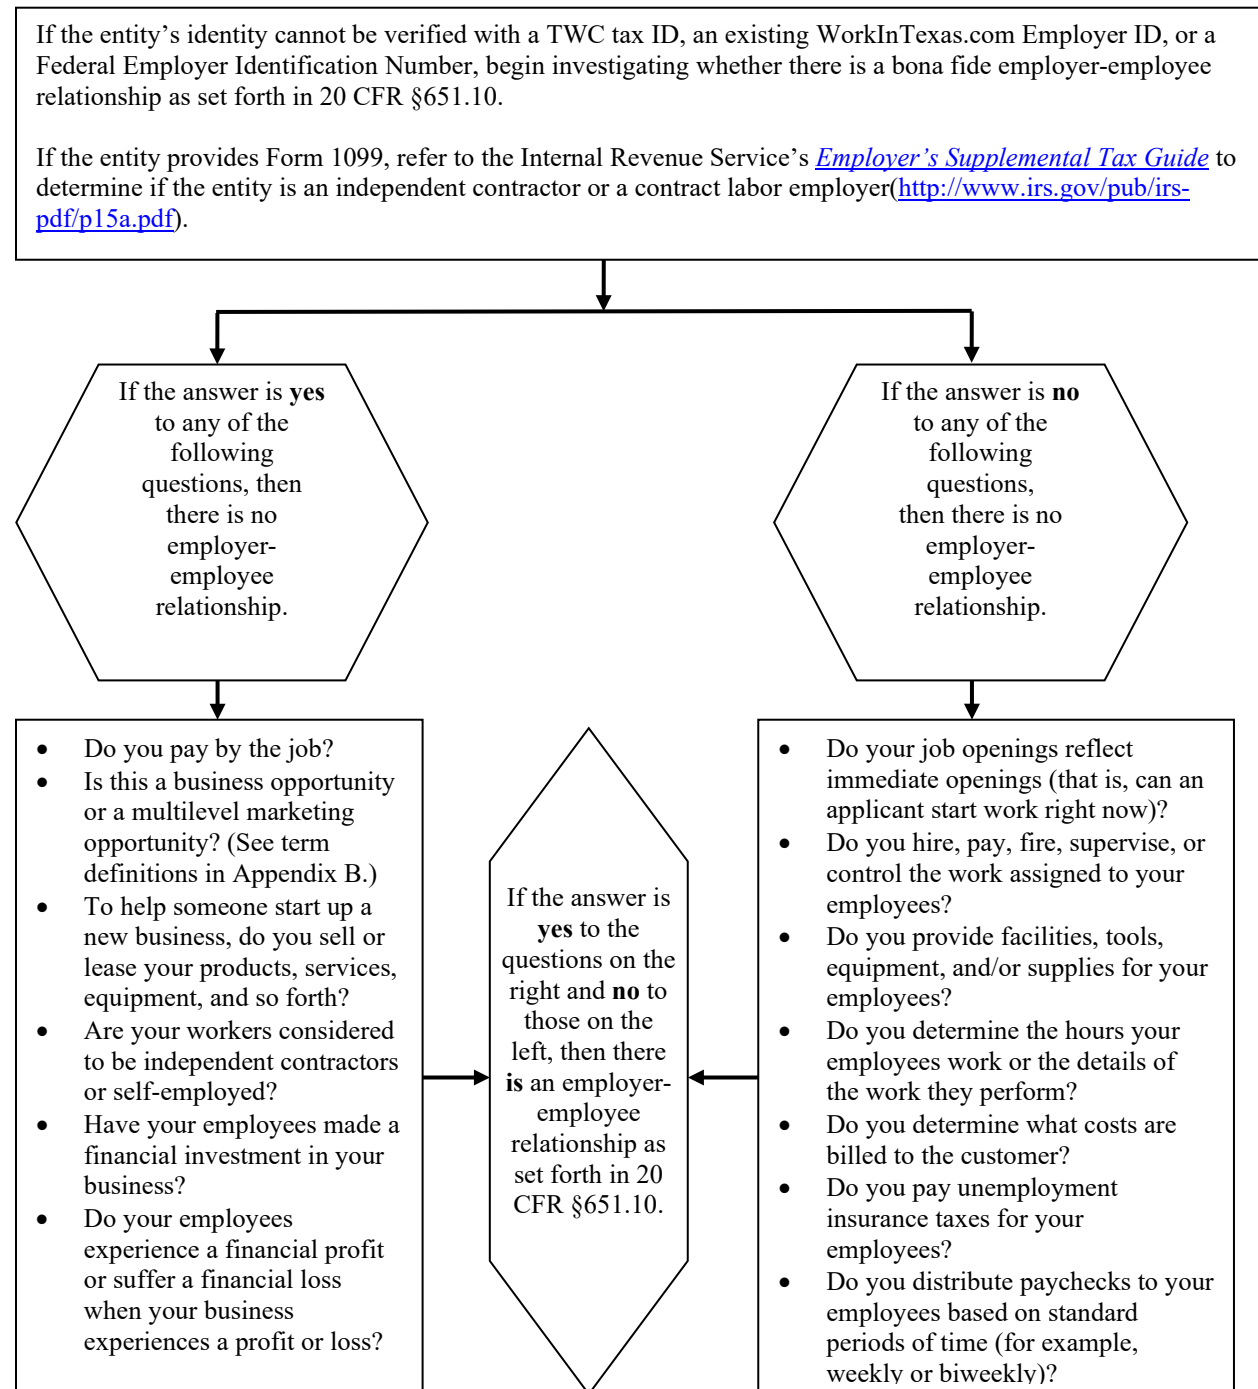 If the entity’s identity cannot be verified with a TWC tax ID, an existing WorkInTexas.com Employer ID, or a
Federal Employer Identification Number, begin investigating whether there is a bona fide employer-employee
relationship as set forth in 20 CFR §651.10.
If the entity provides Form 1099, refer to the Internal Revenue Service’s Employer’s Supplemental Tax Guide to
determine if the entity is an independent contractor or a contract labor employer(http://www.irs.gov/pub/irs-
pdf/p15a.pdf).
If the answer is yes
to any of the
following
questions, then
there is no
employer-
employee
relationship.
If the answer is no
to any of the
following
questions,
then there is no
employer-
employee
relationship.
• Do you pay by the job?
• Is this a business opportunity
or a multilevel marketing
opportunity? (See term
definitions in Appendix B.)
• To help someone start up a
new business, do you sell or
lease your products, services,
equipment, and so forth?
• Are your workers considered
to be independent contractors
or self-employed?
• Have your employees made a
financial investment in your
business?
• Do your employees
experience a financial profit
or suffer a financial loss
when your business
experiences a profit or loss?
If the answer is
yes to the
questions on the
right and no to
those on the
left, then there
is an employer-
employee
relationship as
set forth in 20
CFR §651.10.
• Do your job openings reflect
immediate openings (that is, can an
applicant start work right now)?
• Do you hire, pay, fire, supervise, or
control the work assigned to your
employees?
• Do you provide facilities, tools,
equipment, and/or supplies for your
employees?
• Do you determine the hours your
employees work or the details of
the work they perform?
• Do you determine what costs are
billed to the customer?
• Do you pay unemployment
insurance taxes for your
employees?
• Do you distribute paychecks to your
employees based on standard
periods of time (for example,
weekly or biweekly)?